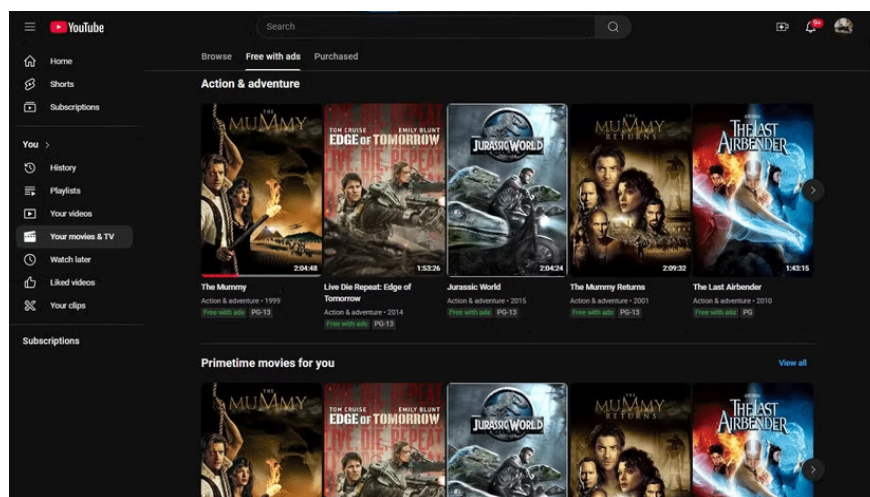 YouTube
Search
9+
Home
Shorts
Subscriptions
You
History
Playlists
Your videos
Your movies & TV
Watch later
Liked videos
Your clips
Subscriptions
Browse Free with ads Purchased
Action & adventure
THE
MUMMY
2:04:48
The Mummy
Action & adventure • 1999
Free with ads PG-13
TOM CRUISE EMILY BLUNT
EDGE OF TOMORROW
LIVE DIE REPEAT
1:53:26
Live Die Repeat: Edge of
Tomorrow
Action & adventure • 2014
Free with ads PG-13
JURASSIC WORLD
2:04:24
Jurassic World
Action & adventure • 2015
Free with ads PG-13
THE
MUMMY
RETURNS
2:09:32
The Mummy Returns
Action & adventure • 2001
Free with ads PG-13
THE LAST
AIRBENDER
1:43:15
The Last Airbender
Action & adventure • 2010
Free with ads PG
Primetime movies for you
View all
THE
MUMMY
TOM CRUISE EMILY BLUNT
EDGE OF TOMORROW
LIVE DIE REPEAT
JURASSIC WORLD
THE
MUMMY
RETURNS
THE LAST
AIRBENDER